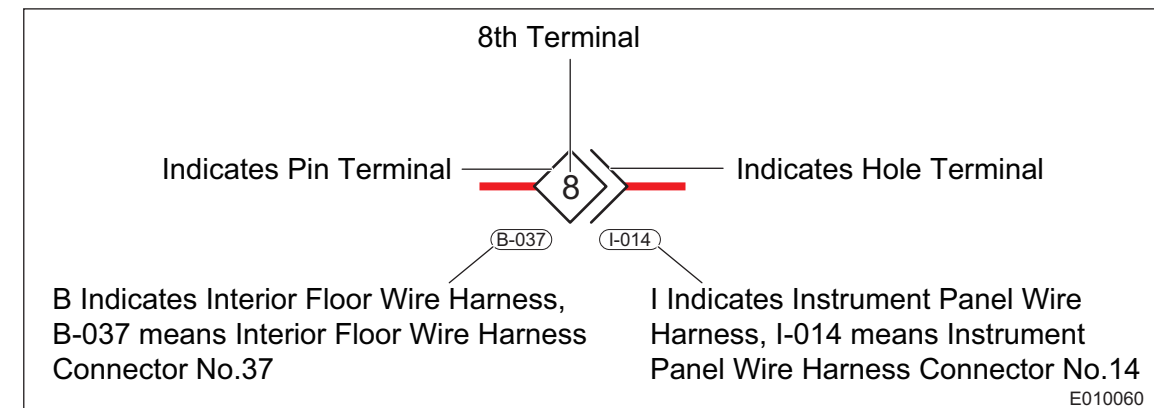 8th Terminal
Indicates Pin Terminal
8
Indicates Hole Terminal
B-037
I-014
B Indicates Interior Floor Wire Harness,
B-037 means Interior Floor Wire Harness
Connector No.37
I Indicates Instrument Panel Wire
Harness, I-014 means Instrument
Panel Wire Harness Connector No.14
E010060